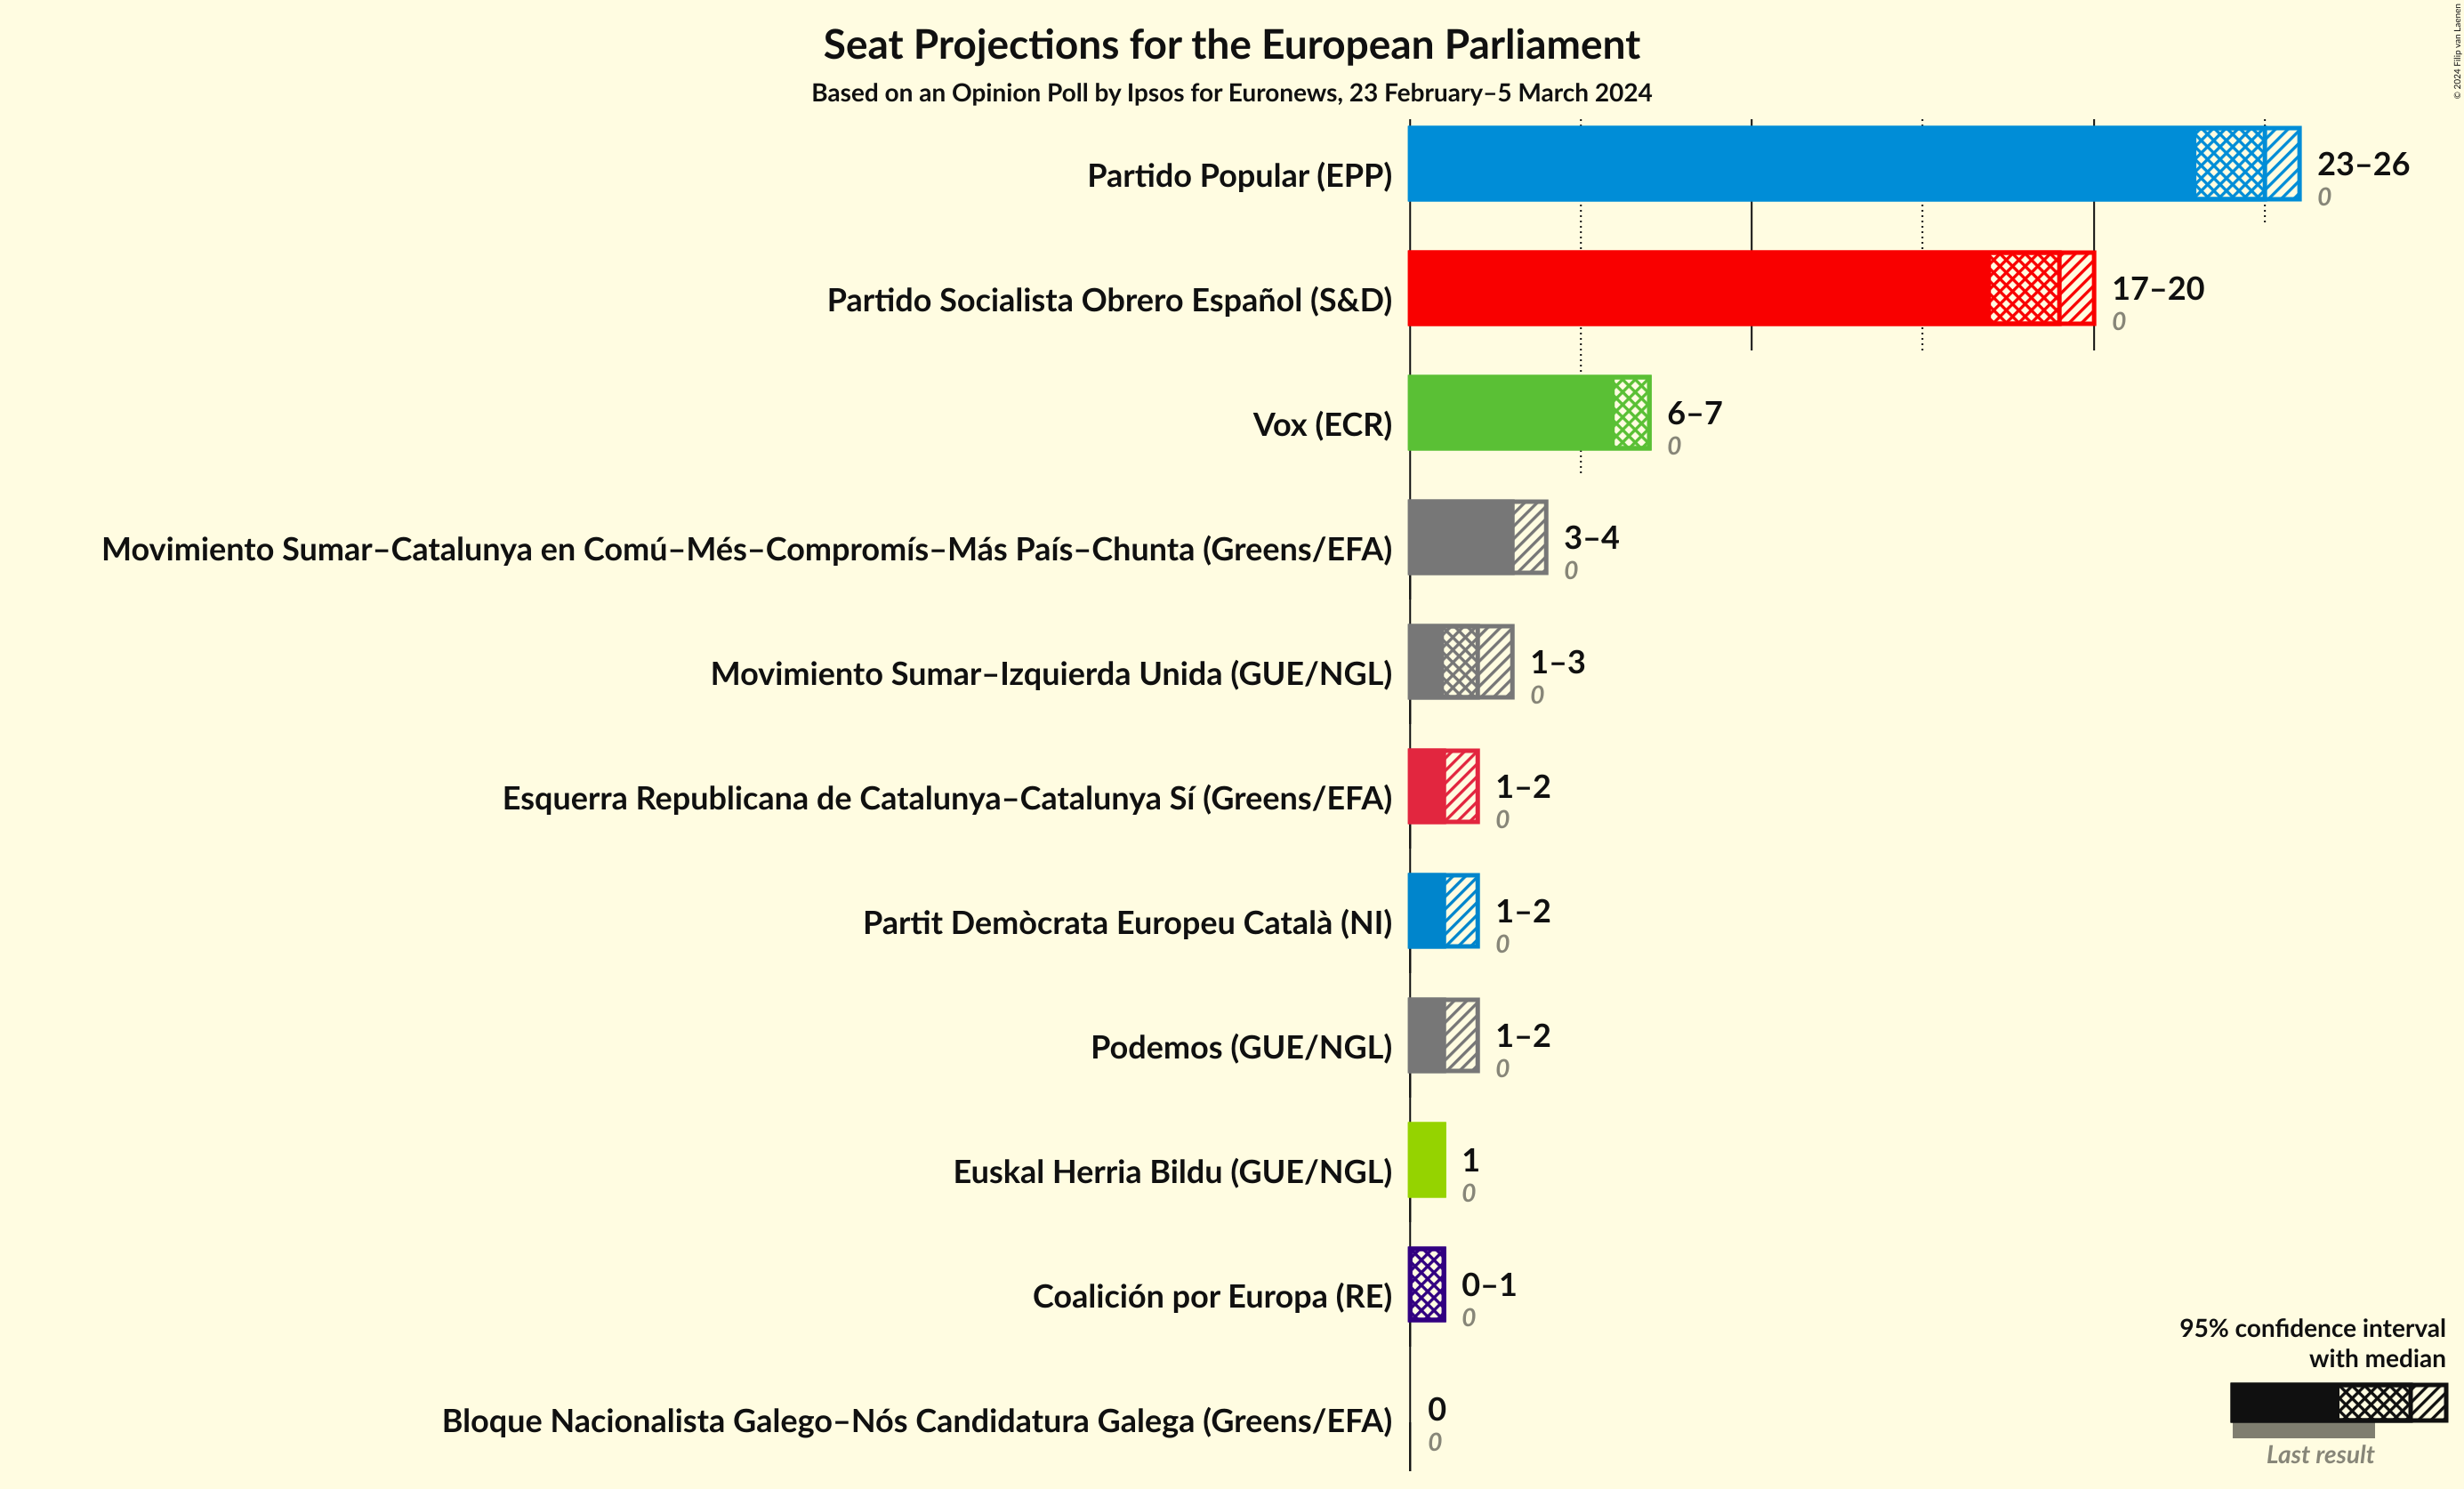 Seat Projections for the European Parliament
Based on an Opinion Poll by Ipsos for Euronews, 23 February–5 March 2024
© 2024 Filip van Laenen
Partido Popular (EPP)
23–26
0
Partido Socialista Obrero Español (S&D)
17–20
0
Vox (ECR)
6–7
0
Movimiento Sumar–Catalunya en Comú–Més–Compromís–Más País–Chunta (Greens/EFA)
3–4
0
Movimiento Sumar–Izquierda Unida (GUE/NGL)
1–3
0
Esquerra Republicana de Catalunya–Catalunya Sí (Greens/EFA)
1–2
0
Partit Demòcrata Europeu Català (NI)
1–2
0
Podemos (GUE/NGL)
1–2
0
Euskal Herria Bildu (GUE/NGL)
1
0
Coalición por Europa (RE)
0–1
0
Bloque Nacionalista Galego–Nós Candidatura Galega (Greens/EFA)
0
0
95% confidence interval
with median
Last result